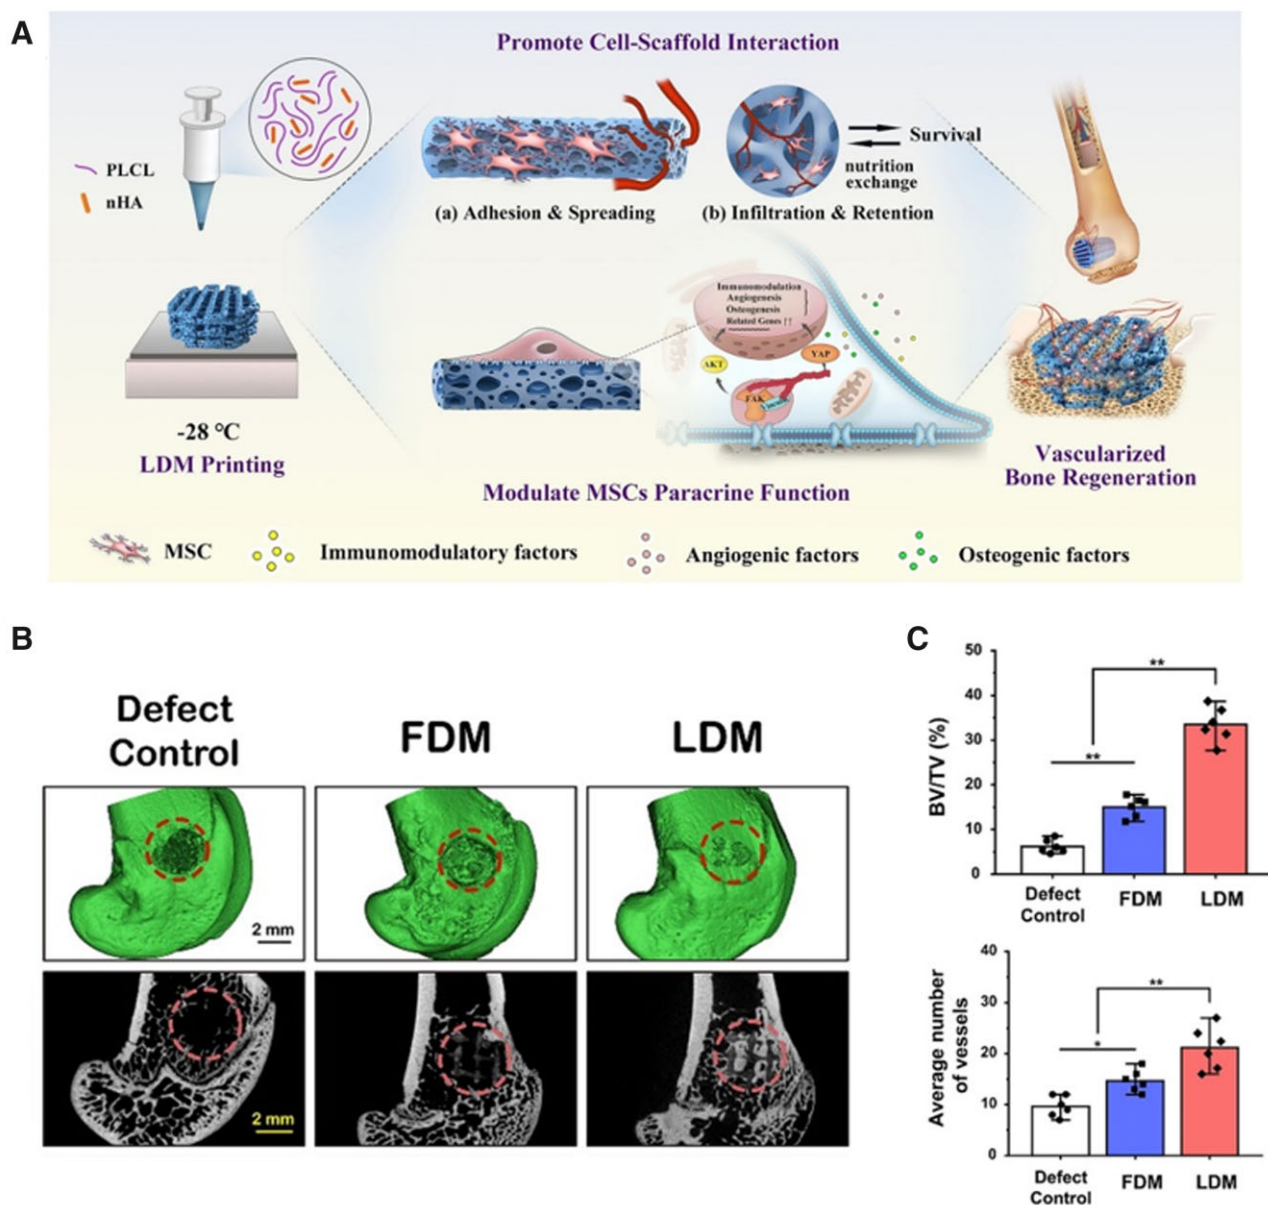 A
Promote Cell-Scaffold Interaction
PLCL
nHA
(a) Adhesion & Spreading
(b) Infiltration & Retention
Survival
nutrition
exchange
-28 °C
LDM Printing
Immunomodulation
Angiogenesis
Osteogenesis
Related Genes ↑↑
AKT
YAP
FAK
Modulate MSCs Paracrine Function
Vascularized
Bone Regeneration
MSC
Immunomodulatory factors
Angiogenic factors
Osteogenic factors
B
Defect
Control
FDM
LDM
2 mm
2 mm
C
BV/TV (%)
50
40
30
20
10
0
**
**
Defect
Control
FDM
LDM
Average number
of vessels
40
30
20
10
0
**
*
Defect
Control
FDM
LDM